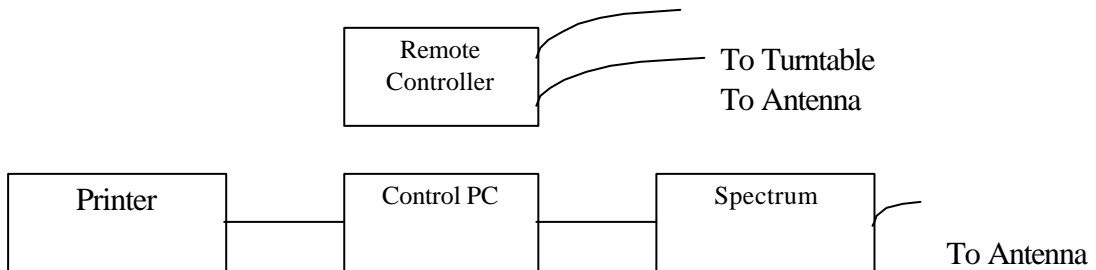 Remote
Controller
To Turntable
To Antenna
Printer
Control PC
Spectrum
To Antenna